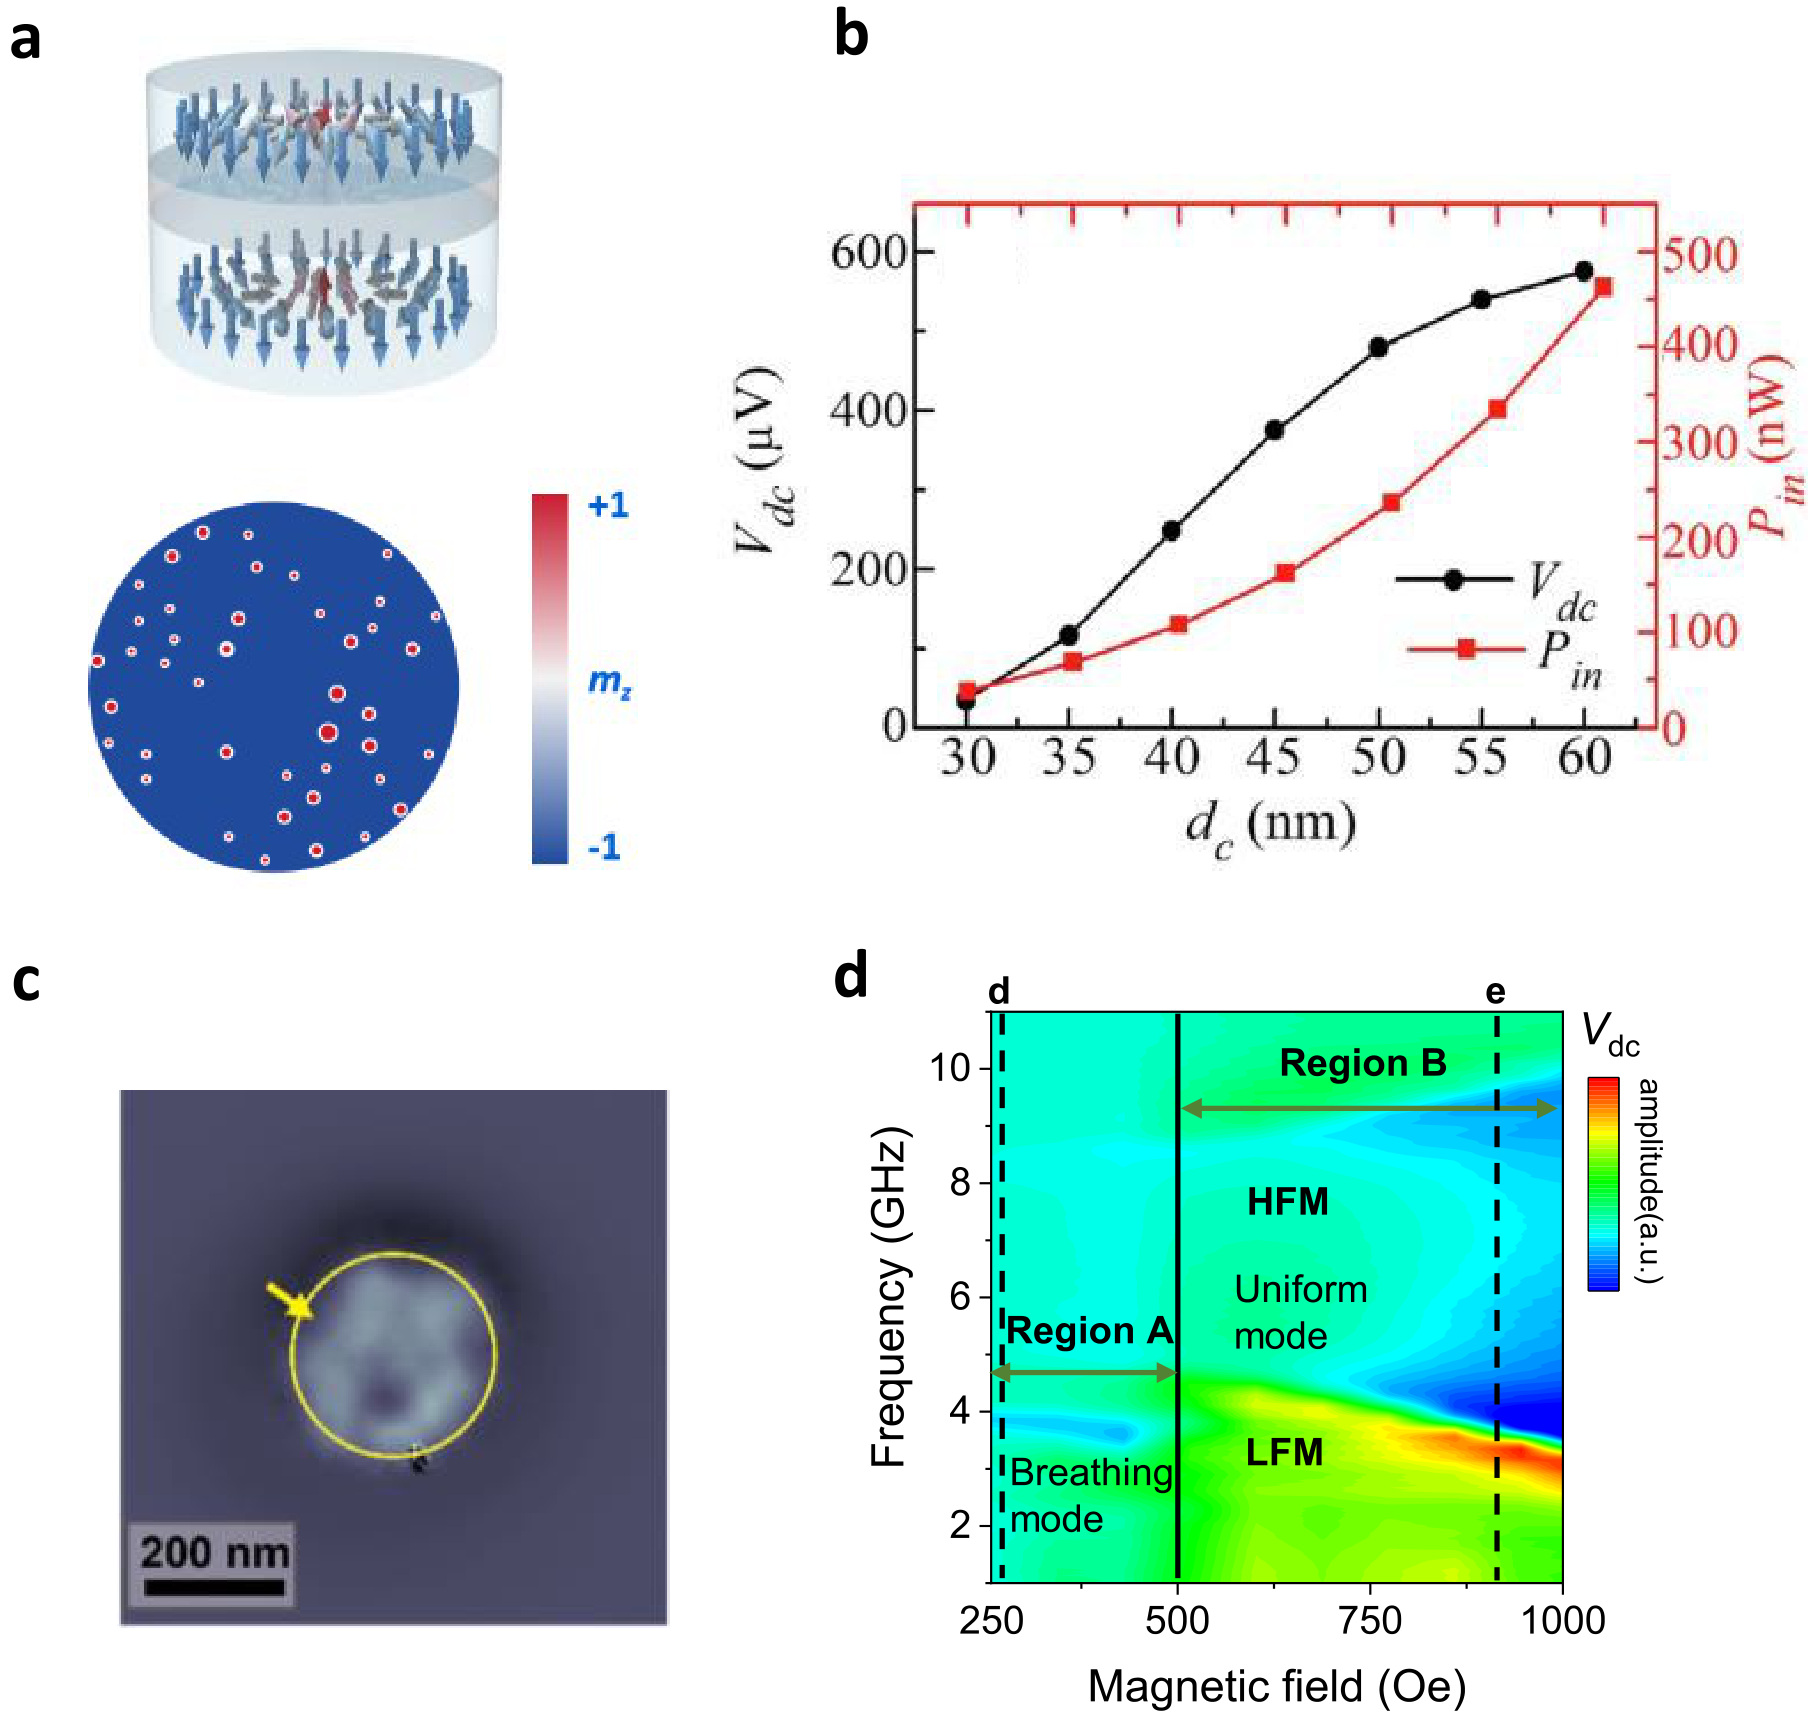 a
+1
m_z
-1
b
600
400
200
0
V_dc (μV)
500
400
300
200
100
0
P_in (nW)
V_dc
P_in
30 35 40 45 50 55 60
d_c (nm)
c
200 nm
d
d e
V_dc
amplitude(a.u.)
Region B
HFM
Uniform
mode
Region A
LFM
Breathing
mode
10
8
6
4
2
Frequency (GHz)
250 500 750 1000
Magnetic field (Oe)